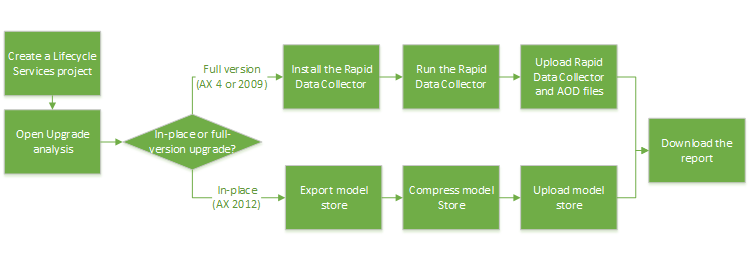 Create a Lifecycle
Services project
Open Upgrade
analysis
In-place or full-
version upgrade?
Full version
(AX 4 or 2009)
Install the Rapid
Data Collector
Run the Rapid
Data Collector
Upload Rapid
Data Collector
and AOD files
In-place
(AX 2012)
Export model
store
Compress model
Store
Upload model
store
Download the
report